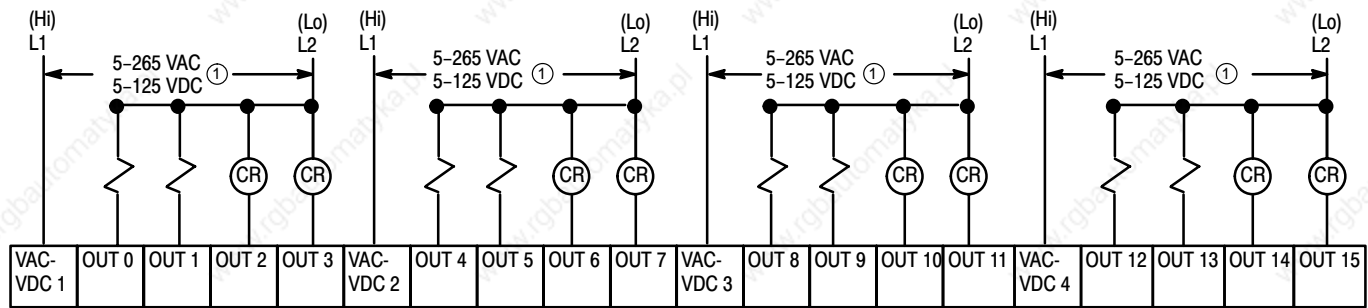 (Hi) (Lo) (Hi) (Lo) (Hi) (Lo) (Hi) (Lo)
L1 L2 L1 L2 L1 L2 L1 L2
5–265 VAC 5–265 VAC 5–265 VAC 5–265 VAC
5–125 VDC ① 5–125 VDC ① 5–125 VDC ① 5–125 VDC ①
CR CR CR CR CR CR CR CR
VAC- OUT 0 OUT 1 OUT 2 OUT 3 VAC- OUT 4 OUT 5 OUT 6 OUT 7 VAC- OUT 8 OUT 9 OUT 10 OUT 11 VAC- OUT 12 OUT 13 OUT 14 OUT 15
VDC 1 VDC 2 VDC 3 VDC 4
www.rgbautomatyka.pl